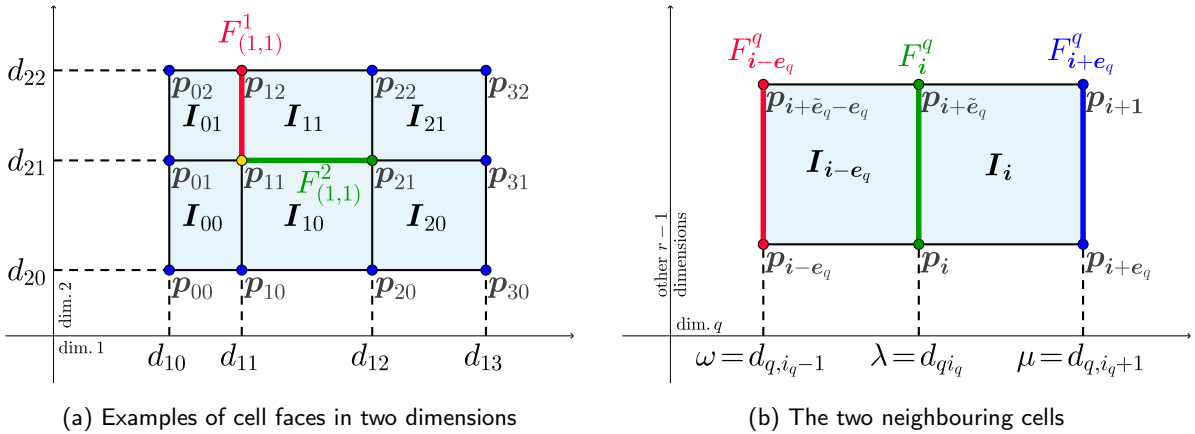 F^1_{(1,1)}
d_{22}
p_{02} p_{12} p_{22} p_{32}
I_{01} I_{11} I_{21}
d_{21}
p_{01} p_{11} F^2_{(1,1)} p_{21} p_{31}
I_{00} I_{10} I_{20}
d_{20}
p_{00} p_{10} p_{20} p_{30}
dim. 2
dim. 1
d_{10} d_{11} d_{12} d_{13}
(a) Examples of cell faces in two dimensions
F^q_{i−e_q} F^q_i F^q_{i+e_q}
p_{i+ẽ_q−e_q} p_{i+ẽ_q} p_{i+1}
I_{i−e_q} I_i
p_{i−e_q} p_i p_{i+e_q}
other r − 1
dimensions
dim. q
ω = d_{q,i_q−1} λ = d_{qi_q} μ = d_{q,i_q+1}
(b) The two neighbouring cells